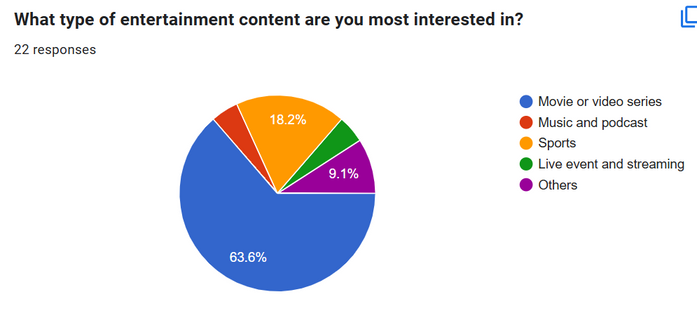 What type of entertainment content are you most interested in?
22 responses
18.2%
9.1%
63.6%
Movie or video series
Music and podcast
Sports
Live event and streaming
Others